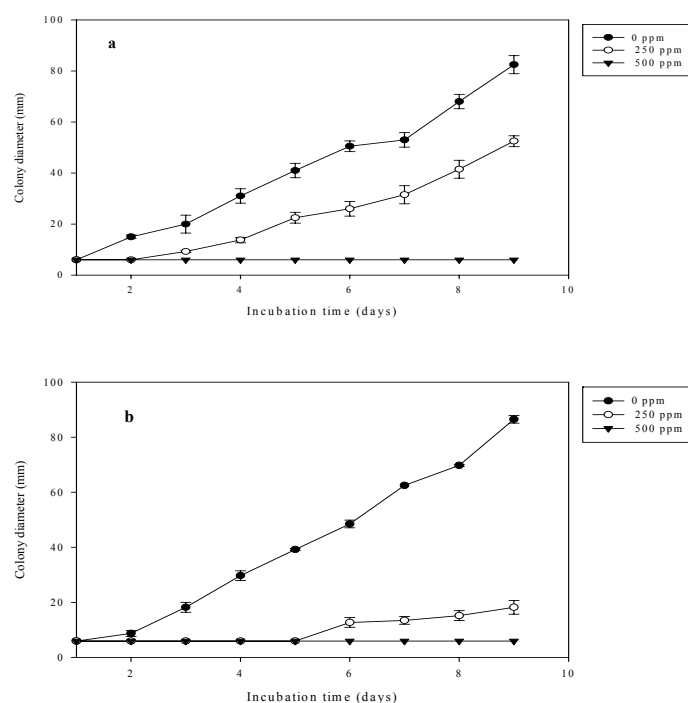 100
a
80
60
40
20
0
Colony diameter (mm)
2 4 6 8 10
Incubation time (days)
0 ppm
250 ppm
500 ppm
100
b
80
60
40
20
0
Colony diameter (mm)
2 4 6 8 10
Incubation time (days)
0 ppm
250 ppm
500 ppm